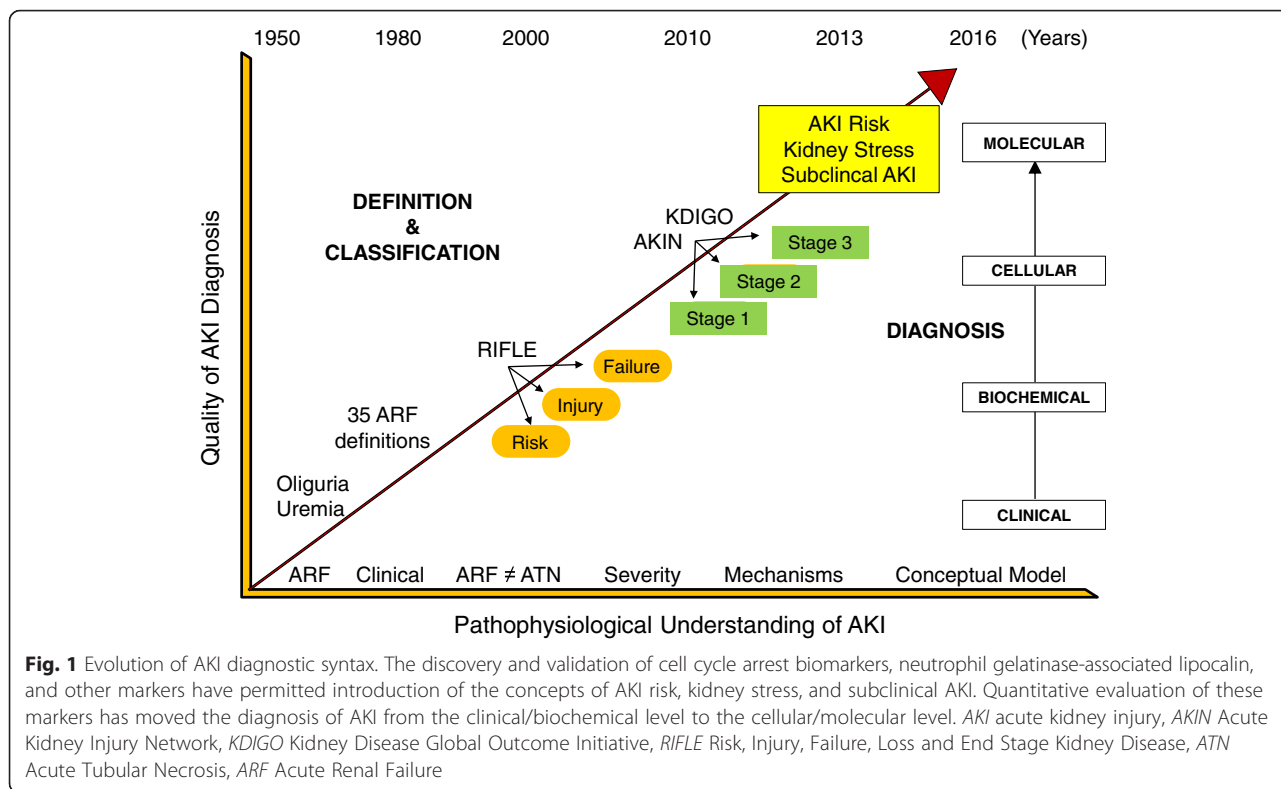 1950 1980 2000 2010 2013 2016 (Years)
AKI Risk
Kidney Stress
Subclincal AKI
MOLECULAR
DEFINITION
&
CLASSIFICATION
KDIGO
AKIN
Stage 3
Stage 2
Stage 1
CELLULAR
DIAGNOSIS
RIFLE
Failure
Injury
Risk
BIOCHEMICAL
35 ARF
definitions
Oliguria
Uremia
CLINICAL
Quality of AKI Diagnosis
ARF Clinical ARF ≠ ATN Severity Mechanisms Conceptual Model
Pathophysiological Understanding of AKI
Fig. 1 Evolution of AKI diagnostic syntax. The discovery and validation of cell cycle arrest biomarkers, neutrophil gelatinase-associated lipocalin,
and other markers have permitted introduction of the concepts of AKI risk, kidney stress, and subclinical AKI. Quantitative evaluation of these
markers has moved the diagnosis of AKI from the clinical/biochemical level to the cellular/molecular level. AKI acute kidney injury, AKIN Acute
Kidney Injury Network, KDIGO Kidney Disease Global Outcome Initiative, RIFLE Risk, Injury, Failure, Loss and End Stage Kidney Disease, ATN
Acute Tubular Necrosis, ARF Acute Renal Failure